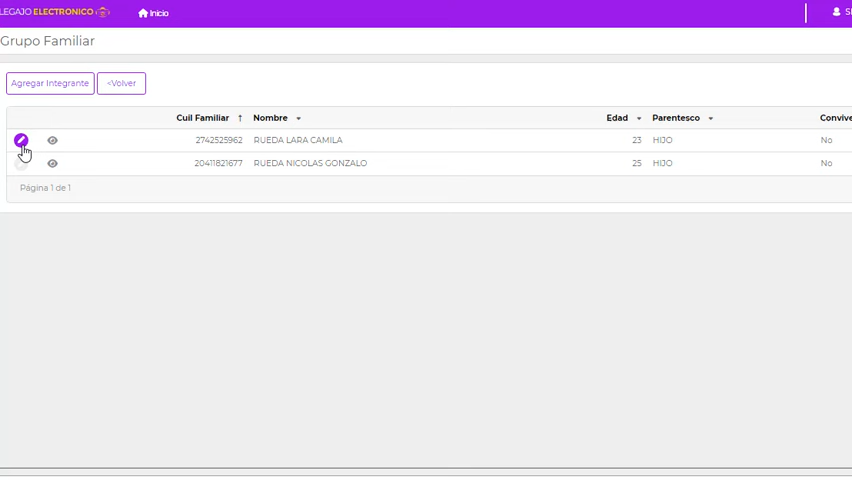 LEGAJO ELECTRONICO Inicio
Grupo Familiar
Agregar Integrante <Volver
Cuil Familiar ↑ Nombre Edad Parentesco Convive
2742525962 RUEDA LARA CAMILA 23 HIJO No
20411821677 RUEDA NICOLAS GONZALO 25 HIJO No
Página 1 de 1